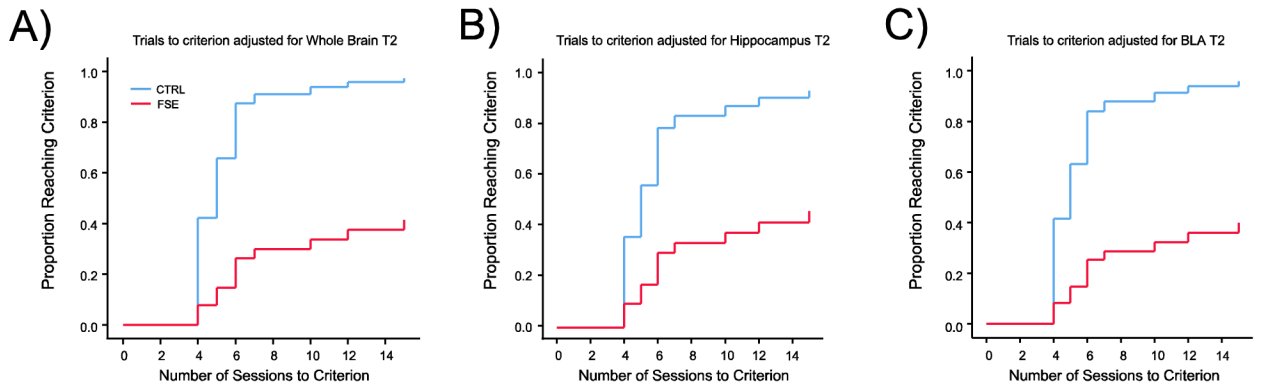 A)
Trials to criterion adjusted for Whole Brain T2
Proportion Reaching Criterion
1.0
0.8
0.6
0.4
0.2
0.0
CTRL
FSE
0 2 4 6 8 10 12 14
Number of Sessions to Criterion
B)
Trials to criterion adjusted for Hippocampus T2
Proportion Reaching Criterion
1.0
0.8
0.6
0.4
0.2
0.0
0 2 4 6 8 10 12 14
Number of Sessions to Criterion
C)
Trials to criterion adjusted for BLA T2
Proportion Reaching Criterion
1.0
0.8
0.6
0.4
0.2
0.0
0 2 4 6 8 10 12 14
Number of Sessions to Criterion